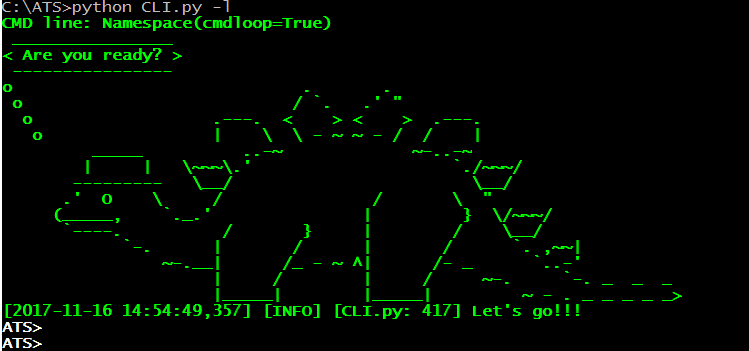 C:\ATS>python CLI.py -l
CMD line: Namespace(cmdloop=True)
< Are you ready? >
[2017-11-16 14:54:49,357] [INFO] [CLI.py: 417] Let's go!!!
ATS>
ATS>